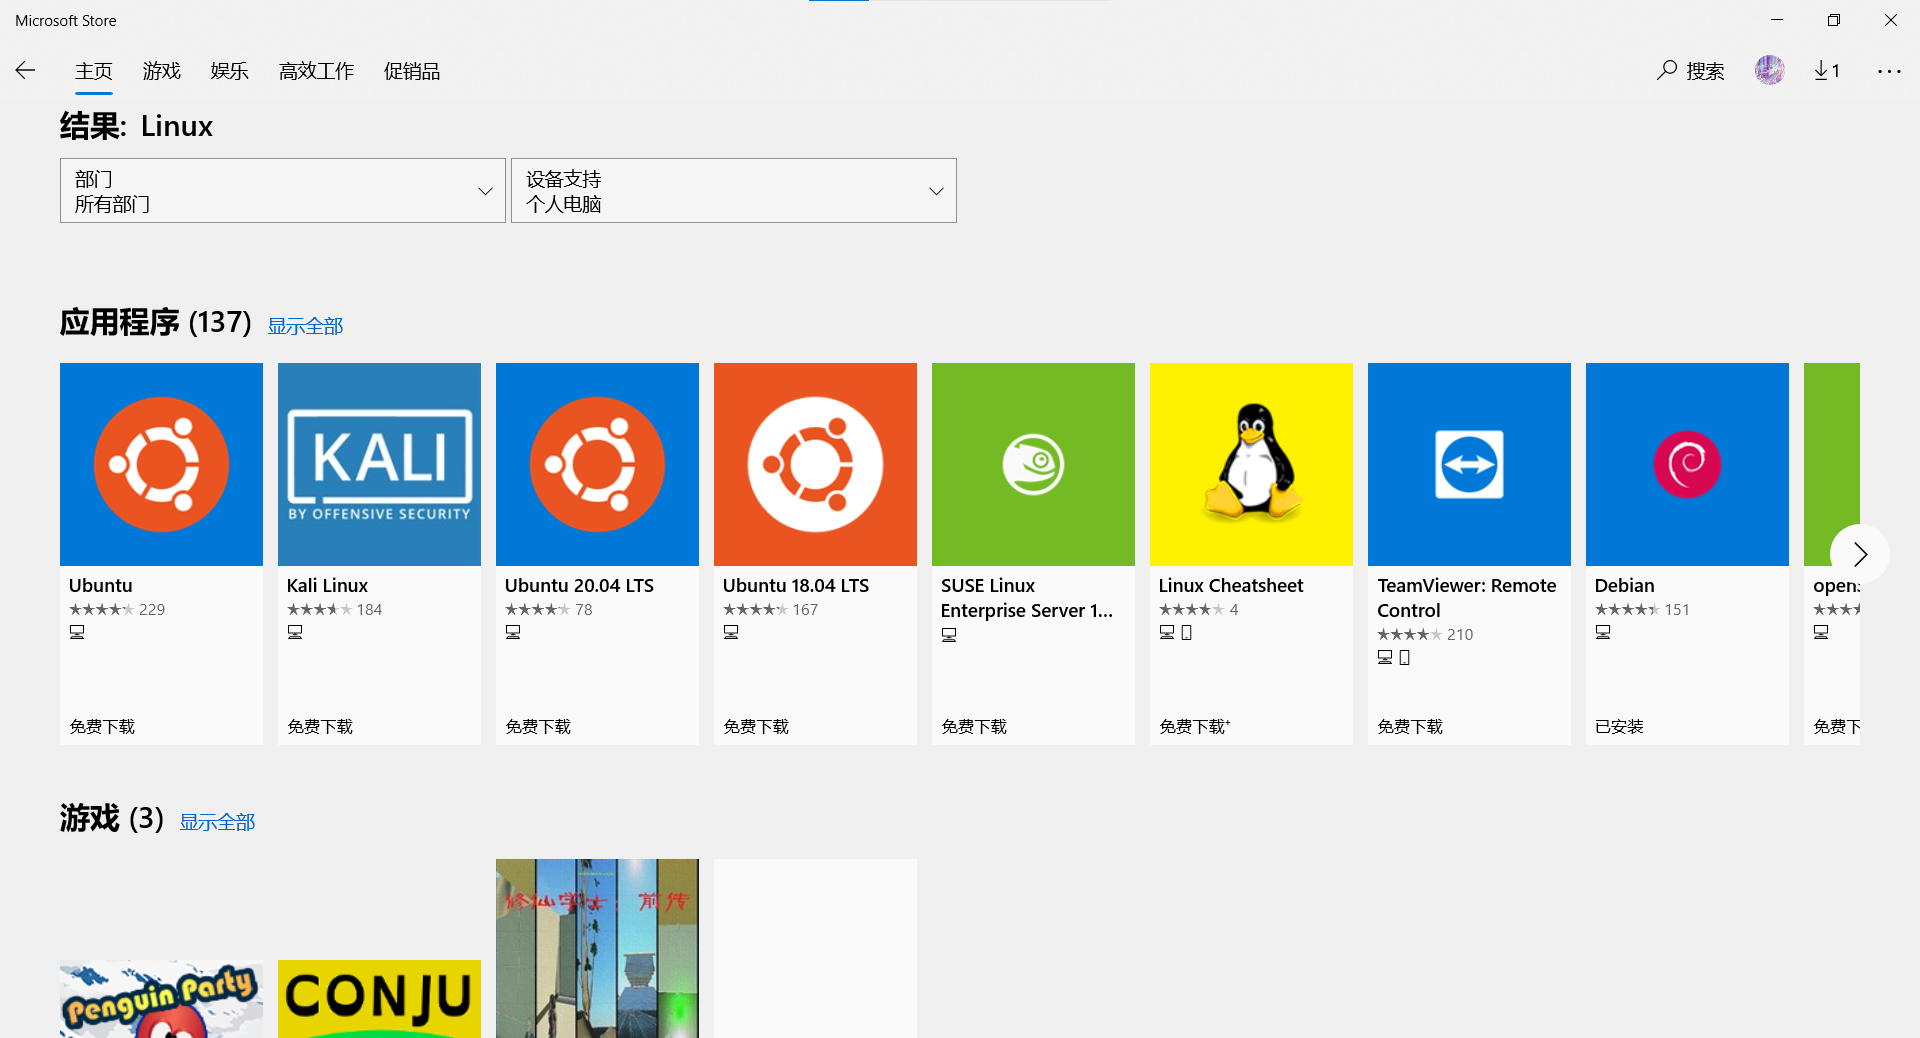 Microsoft Store
主页
游戏
娱乐
高效工作
促销品
搜索
1
结果: Linux
部门
所有部门
设备支持
个人电脑
应用程序 (137) 显示全部
KALI
BY OFFENSIVE SECURITY
Ubuntu
229
免费下载
Kali Linux
184
免费下载
Ubuntu 20.04 LTS
78
免费下载
Ubuntu 18.04 LTS
167
免费下载
SUSE Linux
Enterprise Server 1...
免费下载
Linux Cheatsheet
4
免费下载+
TeamViewer: Remote
Control
210
免费下载
Debian
151
已安装
open
免费下
游戏 (3) 显示全部
Penguin Party
CONJU
修仙学士 前传